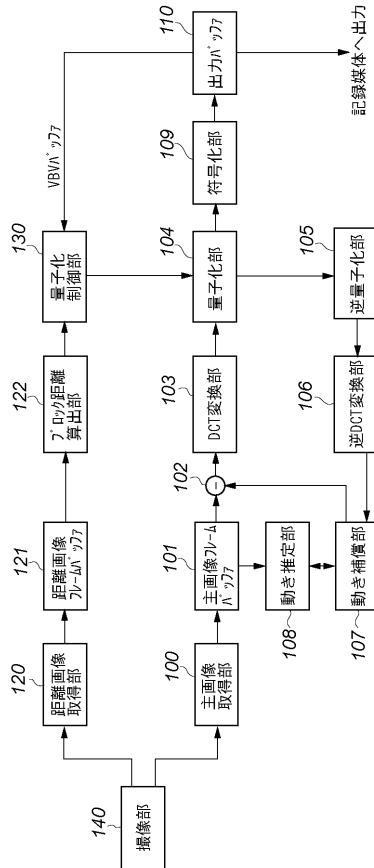 140
撮像部
120
距離画像
取得部
121
距離画像
フレームバッファ
122
ブロック距離
算出部
130
量子化
制御部
VBVバッファ
100
主画像
取得部
101
主画像フレーム
バッファ
102
103
DCT変換部
104
量子化部
109
符号化部
110
出力バッファ
記録媒体へ出力
108
動き推定部
107
動き補償部
106
逆DCT変換部
105
逆量子化部